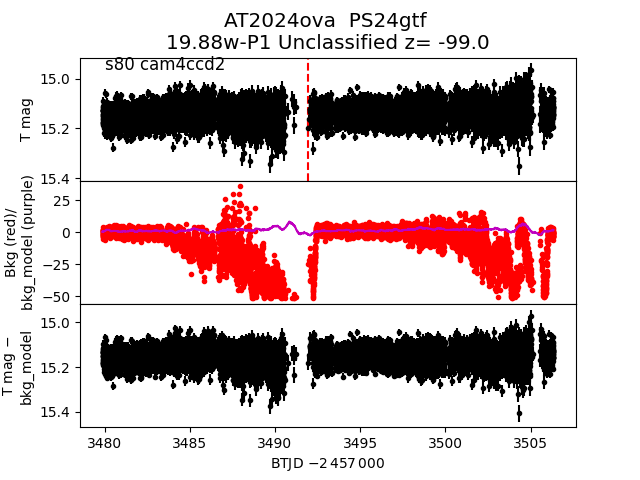 AT2024ova  PS24gtf
19.88w-P1 Unclassified z= -99.0
s80 cam4ccd2
T mag
15.0
15.2
15.4
Bkg (red)/
bkg_model (purple)
25
0
−25
−50
T mag −
bkg_model
15.0
15.2
15.4
3480 3485 3490 3495 3500 3505
BTJD −2 457 000